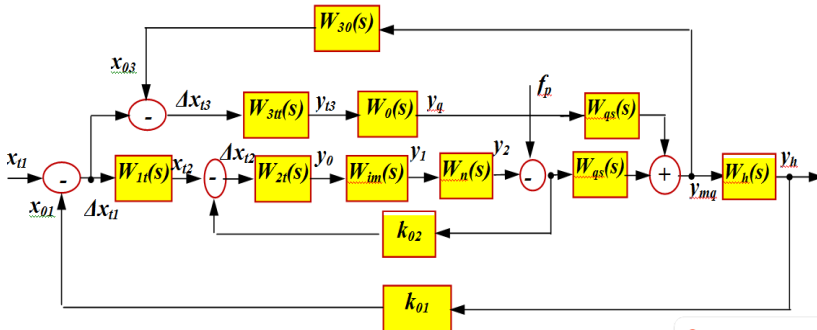 W30(s)
x03
Δxt3
W3tt(s)
yt3
W0(s)
yq
fp
Wqs(s)
-
xt1
-
W1t(s)
xt2
-
Δxt2
W2t(s)
y0
Wim(s)
y1
Wn(s)
y2
-
Wqs(s)
+
Wh(s)
yh
x01
Δxt1
ymq
k02
k01